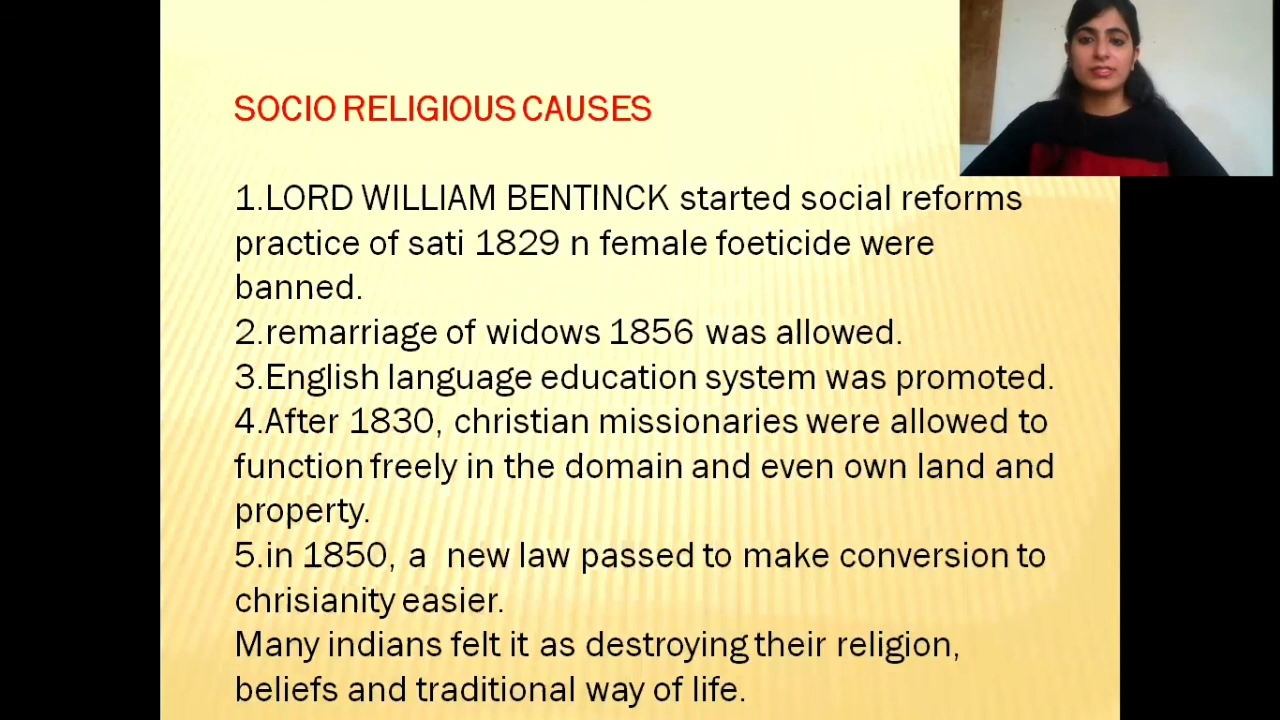 SOCIO RELIGIOUS CAUSES
1.LORD WILLIAM BENTINCK started social reforms
practice of sati 1829 n female foeticide were
banned.
2.remarriage of widows 1856 was allowed.
3.English language education system was promoted.
4.After 1830, christian missionaries were allowed to
function freely in the domain and even own land and
property.
5.in 1850, a new law passed to make conversion to
chrisianity easier.
Many indians felt it as destroying their religion,
beliefs and traditional way of life.